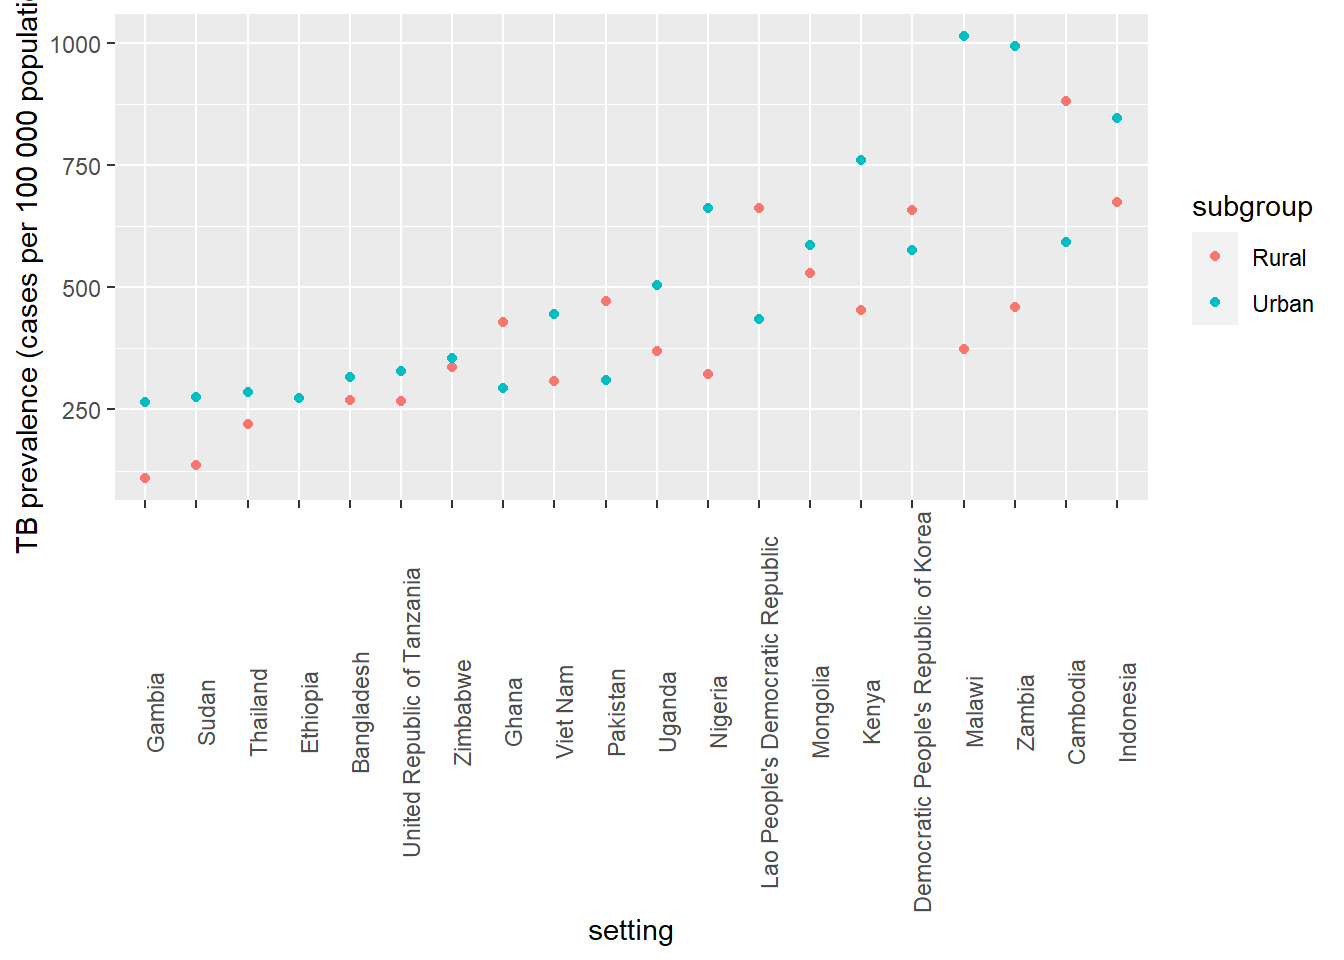 TB prevalence (cases per 100 000 populatio
1000
750
500
250
Gambia
Sudan
Thailand
Ethiopia
Bangladesh
United Republic of Tanzania
Zimbabwe
Ghana
Viet Nam
Pakistan
Uganda
Nigeria
Lao People's Democratic Republic
Mongolia
Kenya
Democratic People's Republic of Korea
Malawi
Zambia
Cambodia
Indonesia
setting
subgroup
Rural
Urban